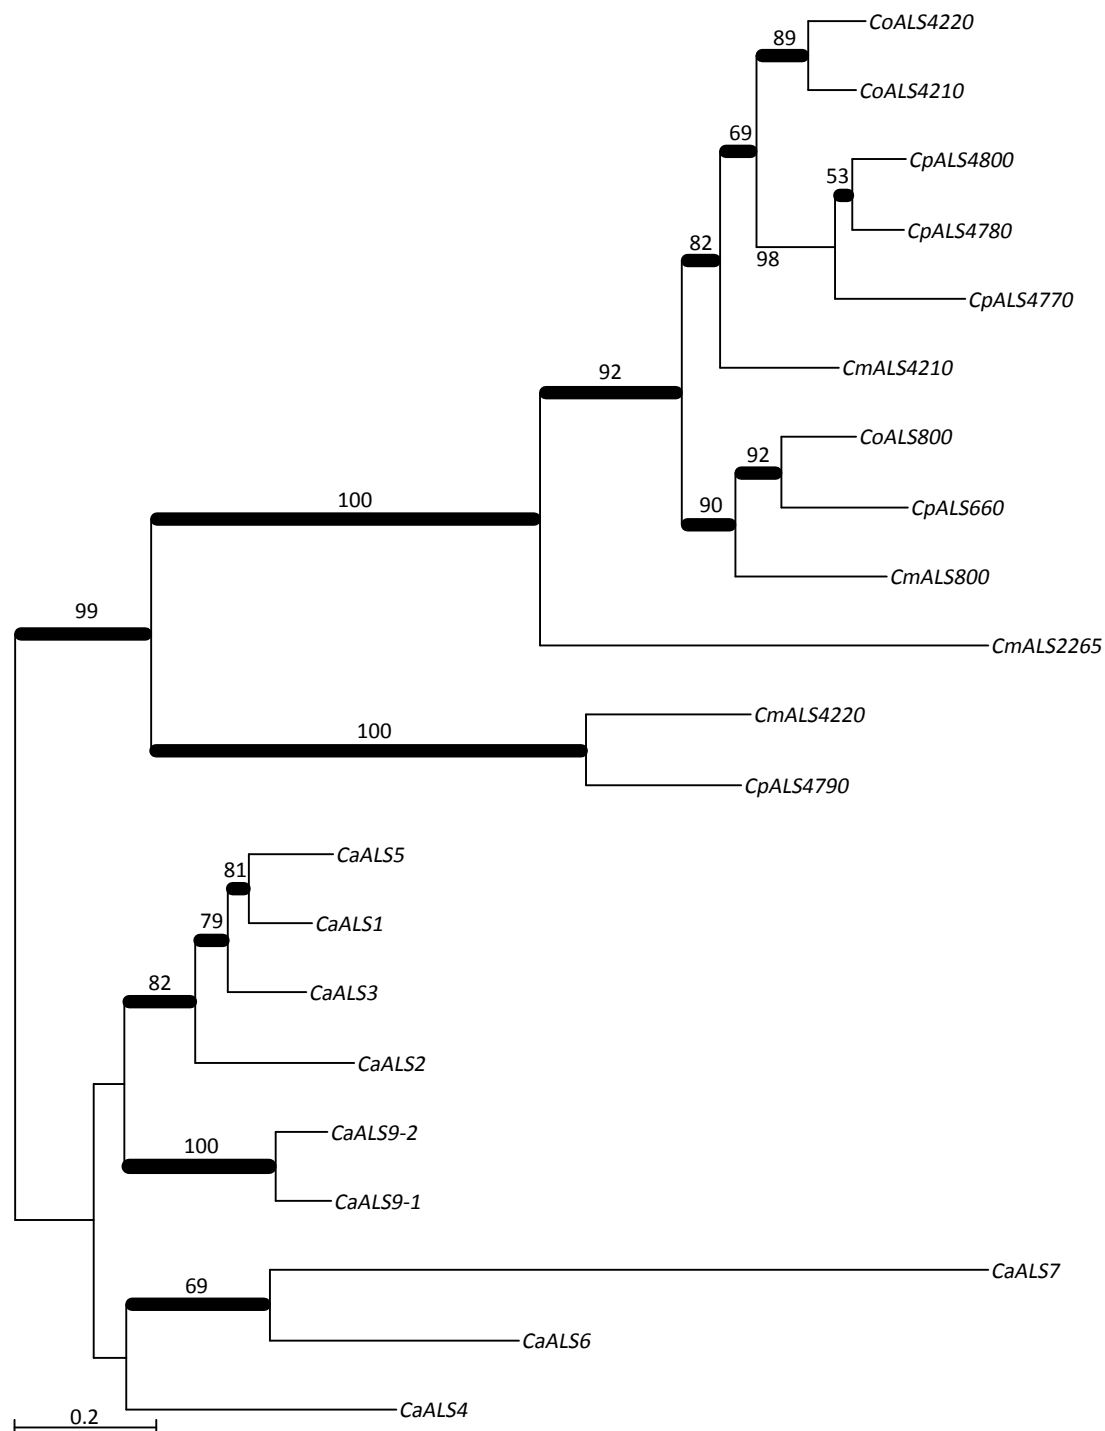 CoALS4220
89
CoALS4210
69
CpALS4800
53
CpALS4780
82
98
CpALS4770
92
CmALS4210
CoALS800
92
100
90
CpALS660
CmALS800
99
CmALS2265
CmALS4220
100
CpALS4790
CaALS5
81
79
CaALS1
82
CaALS3
CaALS2
CaALS9-2
100
CaALS9-1
CaALS7
69
CaALS6
CaALS4
0.2